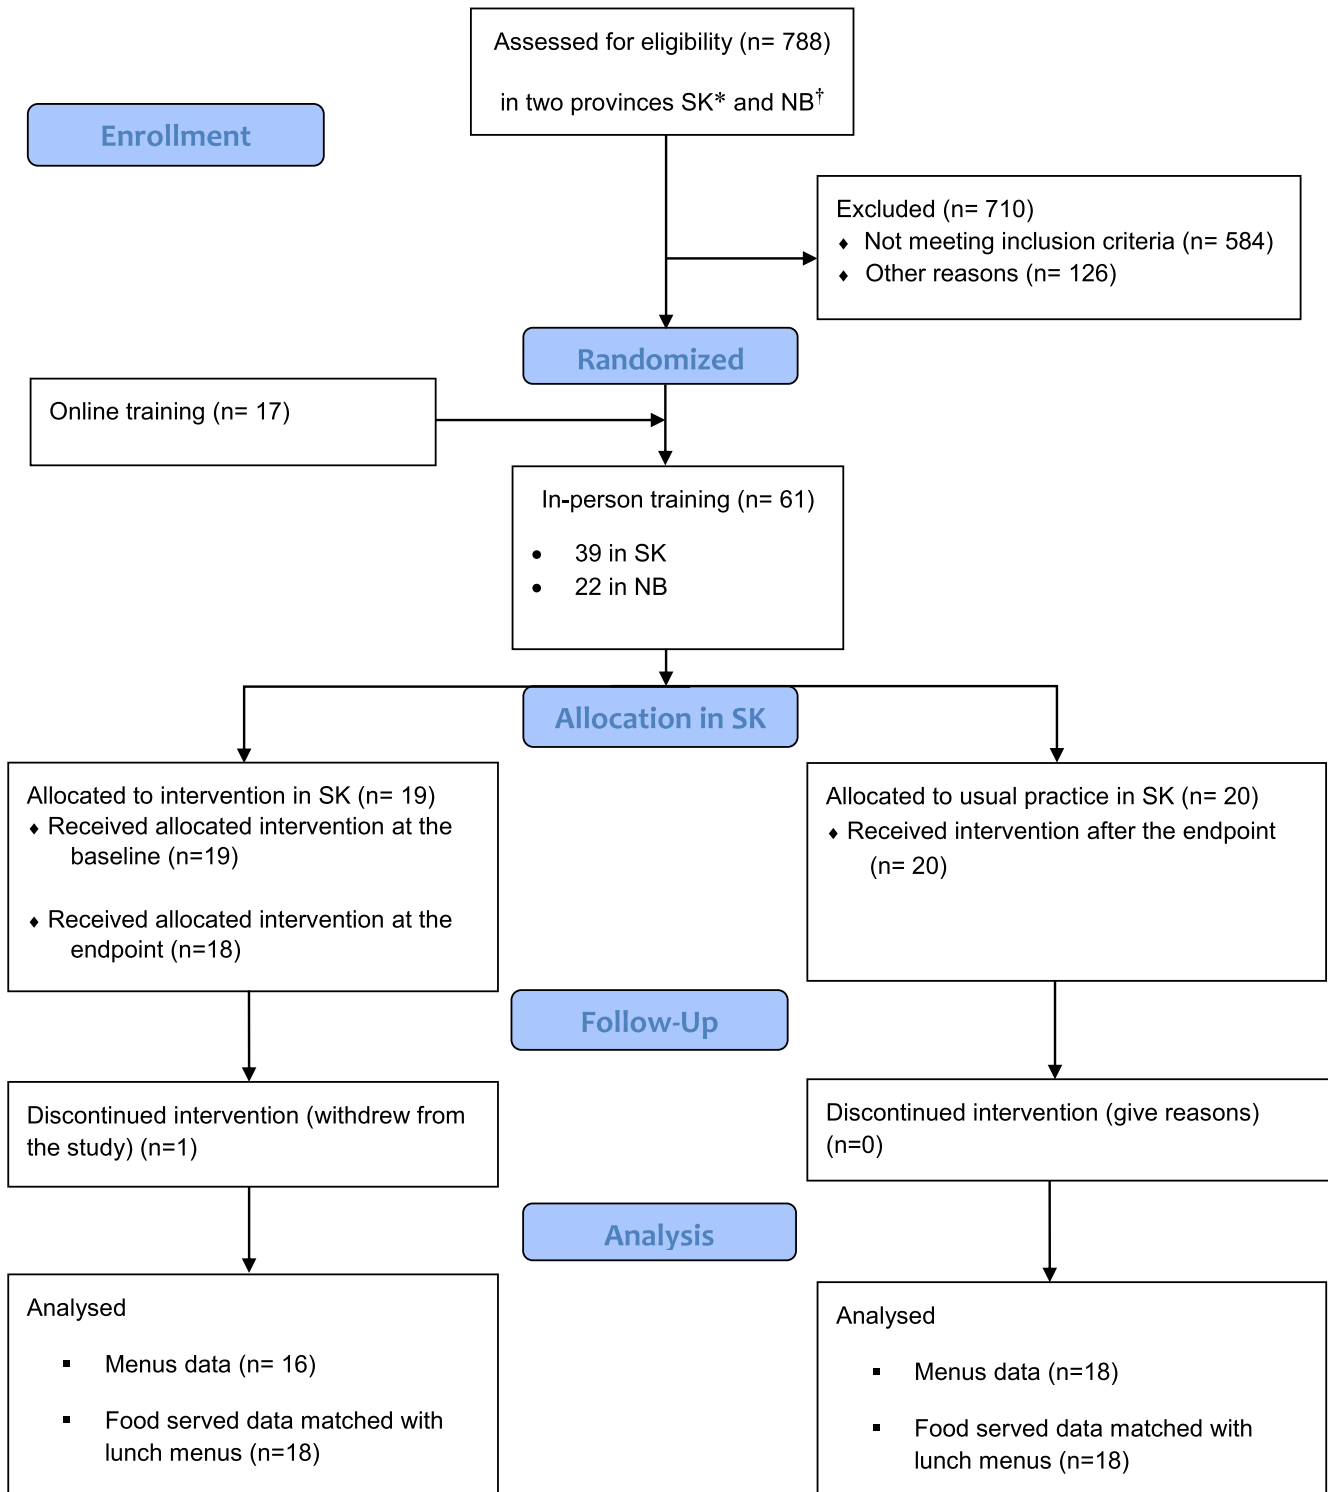 Assessed for eligibility (n= 788)
in two provinces SK* and NB†
Enrollment
Excluded (n= 710)
⬧ Not meeting inclusion criteria (n= 584)
⬧ Other reasons (n= 126)
Randomized
Online training (n= 17)
In-person training (n= 61)
• 39 in SK
• 22 in NB
Allocation in SK
Allocated to intervention in SK (n= 19)
⬧ Received allocated intervention at the
baseline (n=19)
⬧ Received allocated intervention at the
endpoint (n=18)
Allocated to usual practice in SK (n= 20)
⬧ Received intervention after the endpoint
(n= 20)
Follow-Up
Discontinued intervention (withdrew from
the study) (n=1)
Discontinued intervention (give reasons)
(n=0)
Analysis
Analysed
▪ Menus data (n= 16)
▪ Food served data matched with
lunch menus (n=18)
Analysed
▪ Menus data (n=18)
▪ Food served data matched with
lunch menus (n=18)